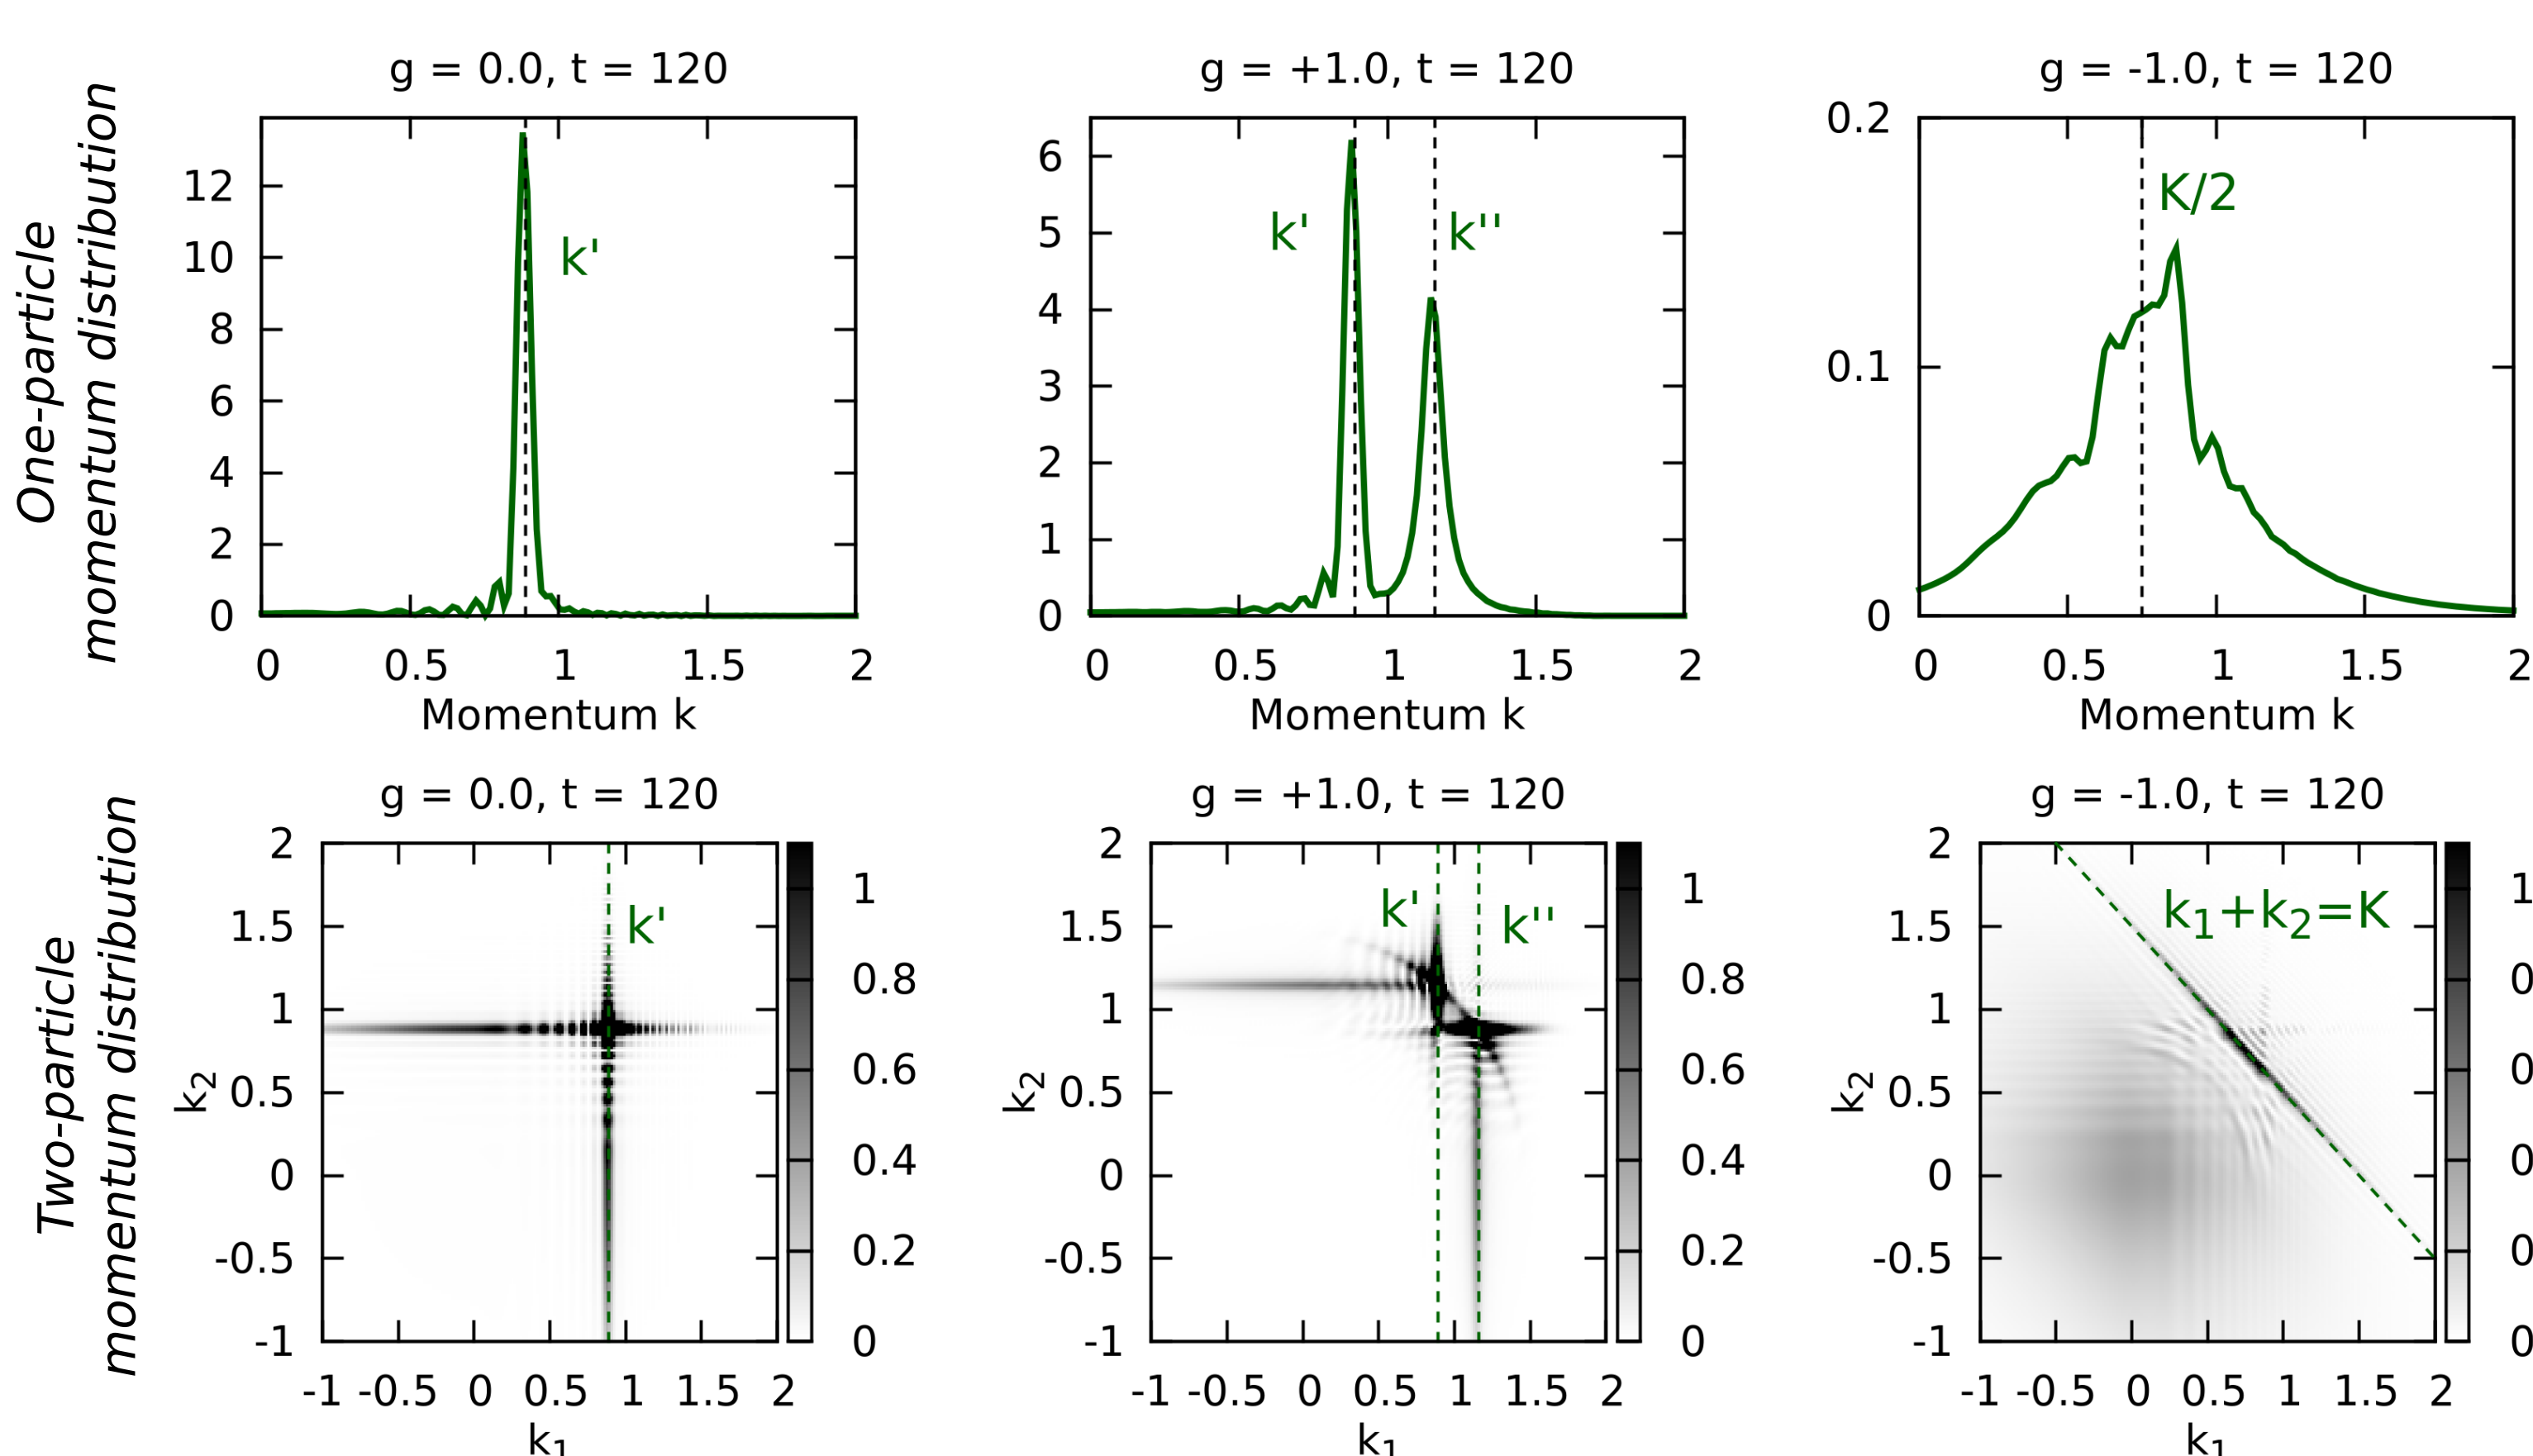 One-particle
momentum distribution
g = 0.0, t = 120
12
10
8
6
4
2
0
k'
0 0.5 1 1.5 2
Momentum k
g = +1.0, t = 120
6
5
4
3
2
1
0
k' k''
0 0.5 1 1.5 2
Momentum k
g = -1.0, t = 120
0.2
0.1
0
K/2
0 0.5 1 1.5 2
Momentum k
Two-particle
momentum distribution
g = 0.0, t = 120
2
1.5
1
0.5
0
-0.5
-1
k₂
k'
-1 -0.5 0 0.5 1 1.5 2
k₁
1
0.8
0.6
0.4
0.2
0
g = +1.0, t = 120
2
1.5
1
0.5
0
-0.5
-1
k₂
k' k''
-1 -0.5 0 0.5 1 1.5 2
k₁
1
0.8
0.6
0.4
0.2
0
g = -1.0, t = 120
2
1.5
1
0.5
0
-0.5
-1
k₂
k₁+k₂=K
-1 -0.5 0 0.5 1 1.5 2
k₁
1
0
0
0
0
0